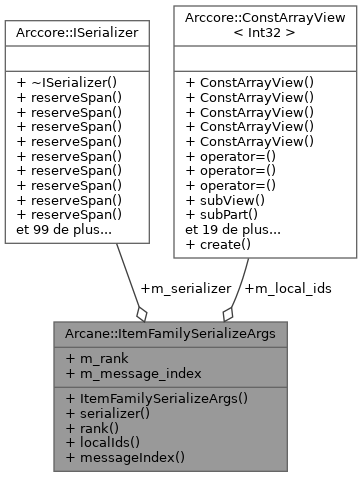 Arccore::ISerializer
+ ~ISerializer()
+ reserveSpan()
+ reserveSpan()
+ reserveSpan()
+ reserveSpan()
+ reserveSpan()
+ reserveSpan()
+ reserveSpan()
+ reserveSpan()
+ reserveSpan()
et 99 de plus...
Arccore::ConstArrayView
< Int32 >
+ ConstArrayView()
+ ConstArrayView()
+ ConstArrayView()
+ ConstArrayView()
+ ConstArrayView()
+ operator=()
+ operator=()
+ operator=()
+ subView()
+ subPart()
et 19 de plus...
+ create()
+m_serializer
+m_local_ids
Arcane::ItemFamilySerializeArgs
+ m_rank
+ m_message_index
+ ItemFamilySerializeArgs()
+ serializer()
+ rank()
+ localIds()
+ messageIndex()